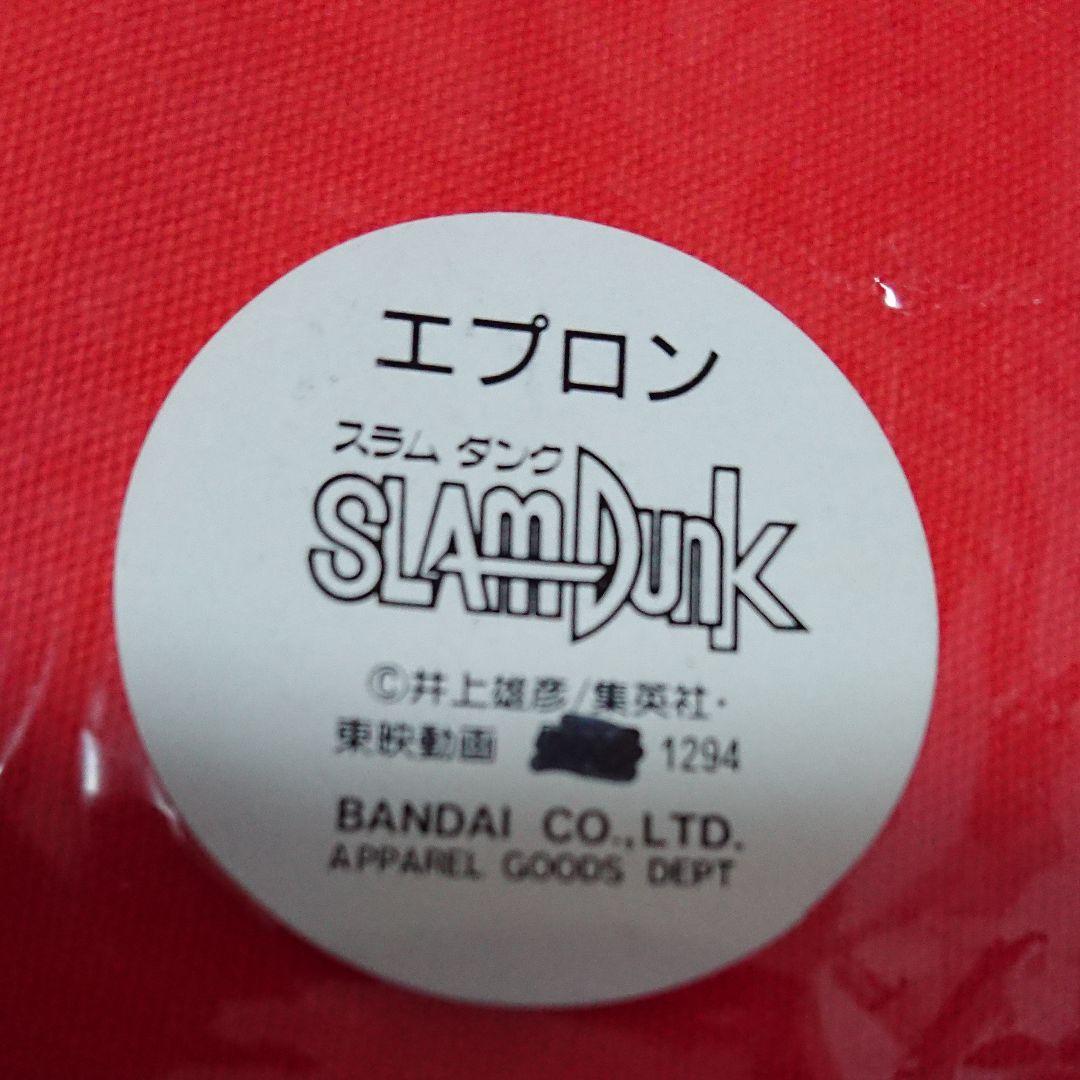 エプロン
スラム ダンク
SLAM DUNK
©井上雄彦/集英社・
東映動画 1294
BANDAI CO.,LTD.
APPAREL GOODS DEPT